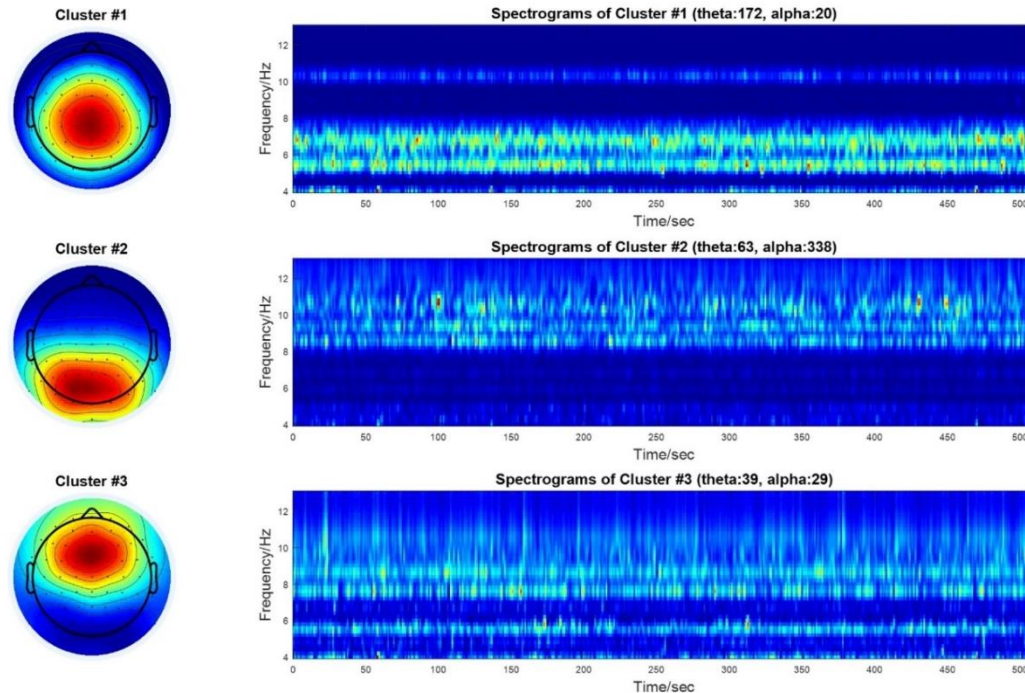 Cluster #1
Spectrograms of Cluster #1 (theta:172, alpha:20)
Frequency/Hz
12
10
8
6
4
0 50 100 150 200 250 300 350 400 450 500
Time/sec
Cluster #2
Spectrograms of Cluster #2 (theta:63, alpha:338)
Frequency/Hz
12
10
8
6
4
0 50 100 150 200 250 300 350 400 450 500
Time/sec
Cluster #3
Spectrograms of Cluster #3 (theta:39, alpha:29)
Frequency/Hz
12
10
8
6
4
0 50 100 150 200 250 300 350 400 450 500
Time/sec